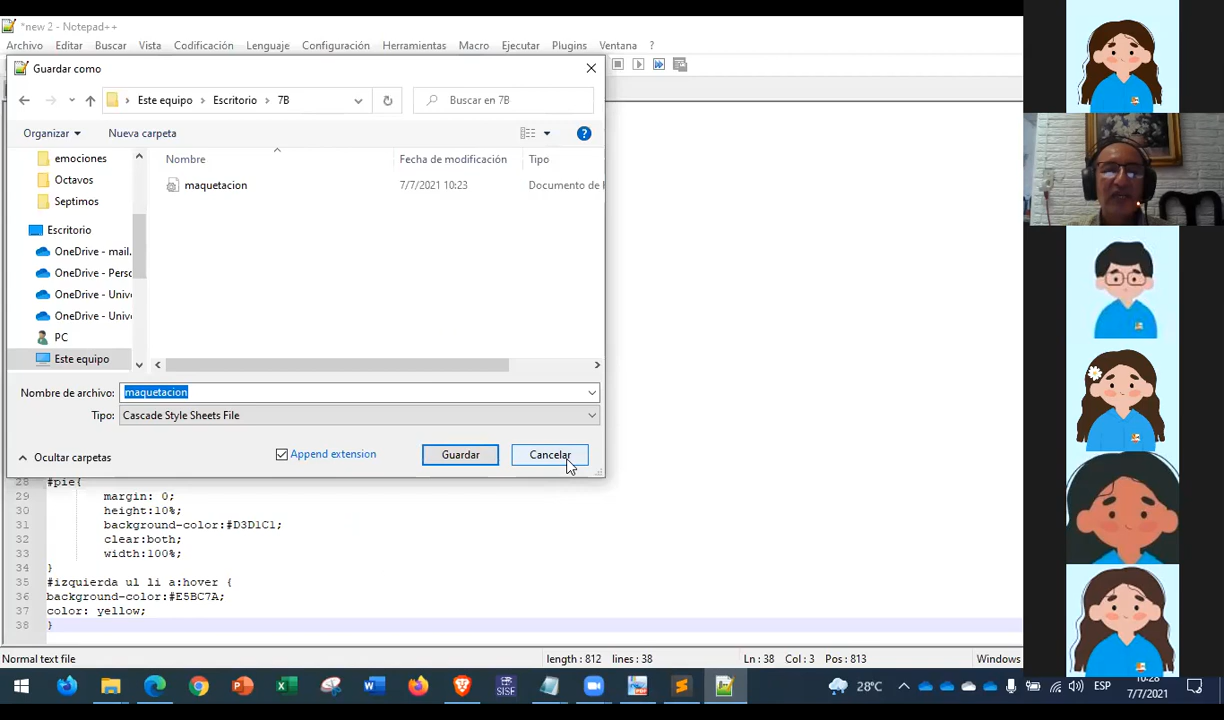 *new 2 - Notepad++
Archivo Editar Buscar Vista Codificación Lenguaje Configuración Herramientas Macro Ejecutar Plugins Ventana ?
Guardar como
Este equipo > Escritorio > 7B
Buscar en 7B
Organizar
Nueva carpeta
Nombre
Fecha de modificación
Tipo
maquetacion
7/7/2021 10:23
Documento de
emociones
Octavos
Septimos
Escritorio
OneDrive - mail.
OneDrive - Perso
OneDrive - Unive
OneDrive - Unive
PC
Este equipo
Nombre de archivo: maquetacion
Tipo: Cascade Style Sheets File
Ocultar carpetas
Append extension
Guardar
Cancelar
28 #pie{
29 margin: 0;
30 height:10%;
31 background-color:#D3D1C1;
32 clear:both;
33 width:100%;
34 }
35 #izquierda ul li a:hover {
36 background-color:#E5BC7A;
37 color: yellow;
38 }
Normal text file
length : 812 lines : 38
Ln : 38 Col : 3 Pos : 813
Windows
28°C
ESP
10:28
7/7/2021